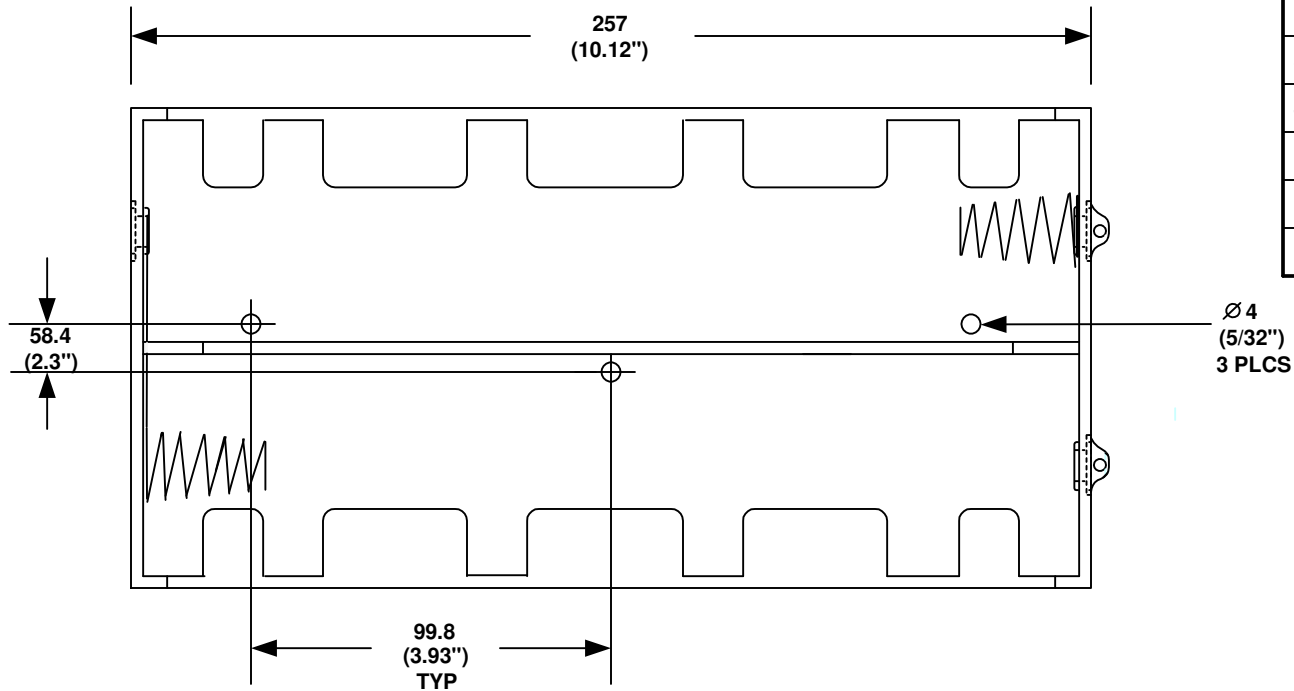 257
(10.12")
58.4
(2.3")
Ø 4
(5/32")
3 PLCS
99.8
(3.93")
TYP